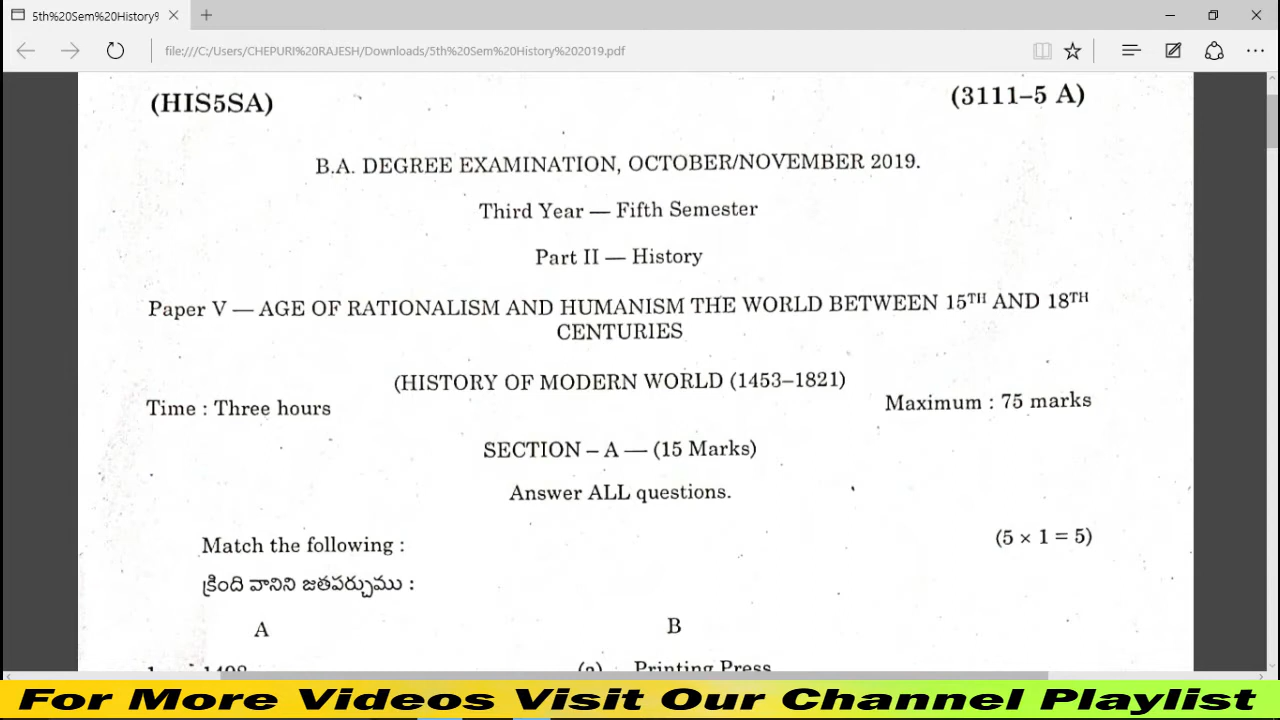 5th%20Sem%20History%
file:///C:/Users/CHEPURI%20RAJESH/Downloads/5th%20Sem%20History%202019.pdf
(HIS5SA)
(3111–5 A)
B.A. DEGREE EXAMINATION, OCTOBER/NOVEMBER 2019.
Third Year — Fifth Semester
Part II — History
Paper V — AGE OF RATIONALISM AND HUMANISM THE WORLD BETWEEN 15TH AND 18TH
CENTURIES
(HISTORY OF MODERN WORLD (1453–1821)
Time : Three hours
Maximum : 75 marks
SECTION – A — (15 Marks)
Answer ALL questions.
Match the following :
(5 × 1 = 5)
క్రింది వానిని జతపర్చుము :
A
B
(a) Printing Press
For More Videos Visit Our Channel Playlist